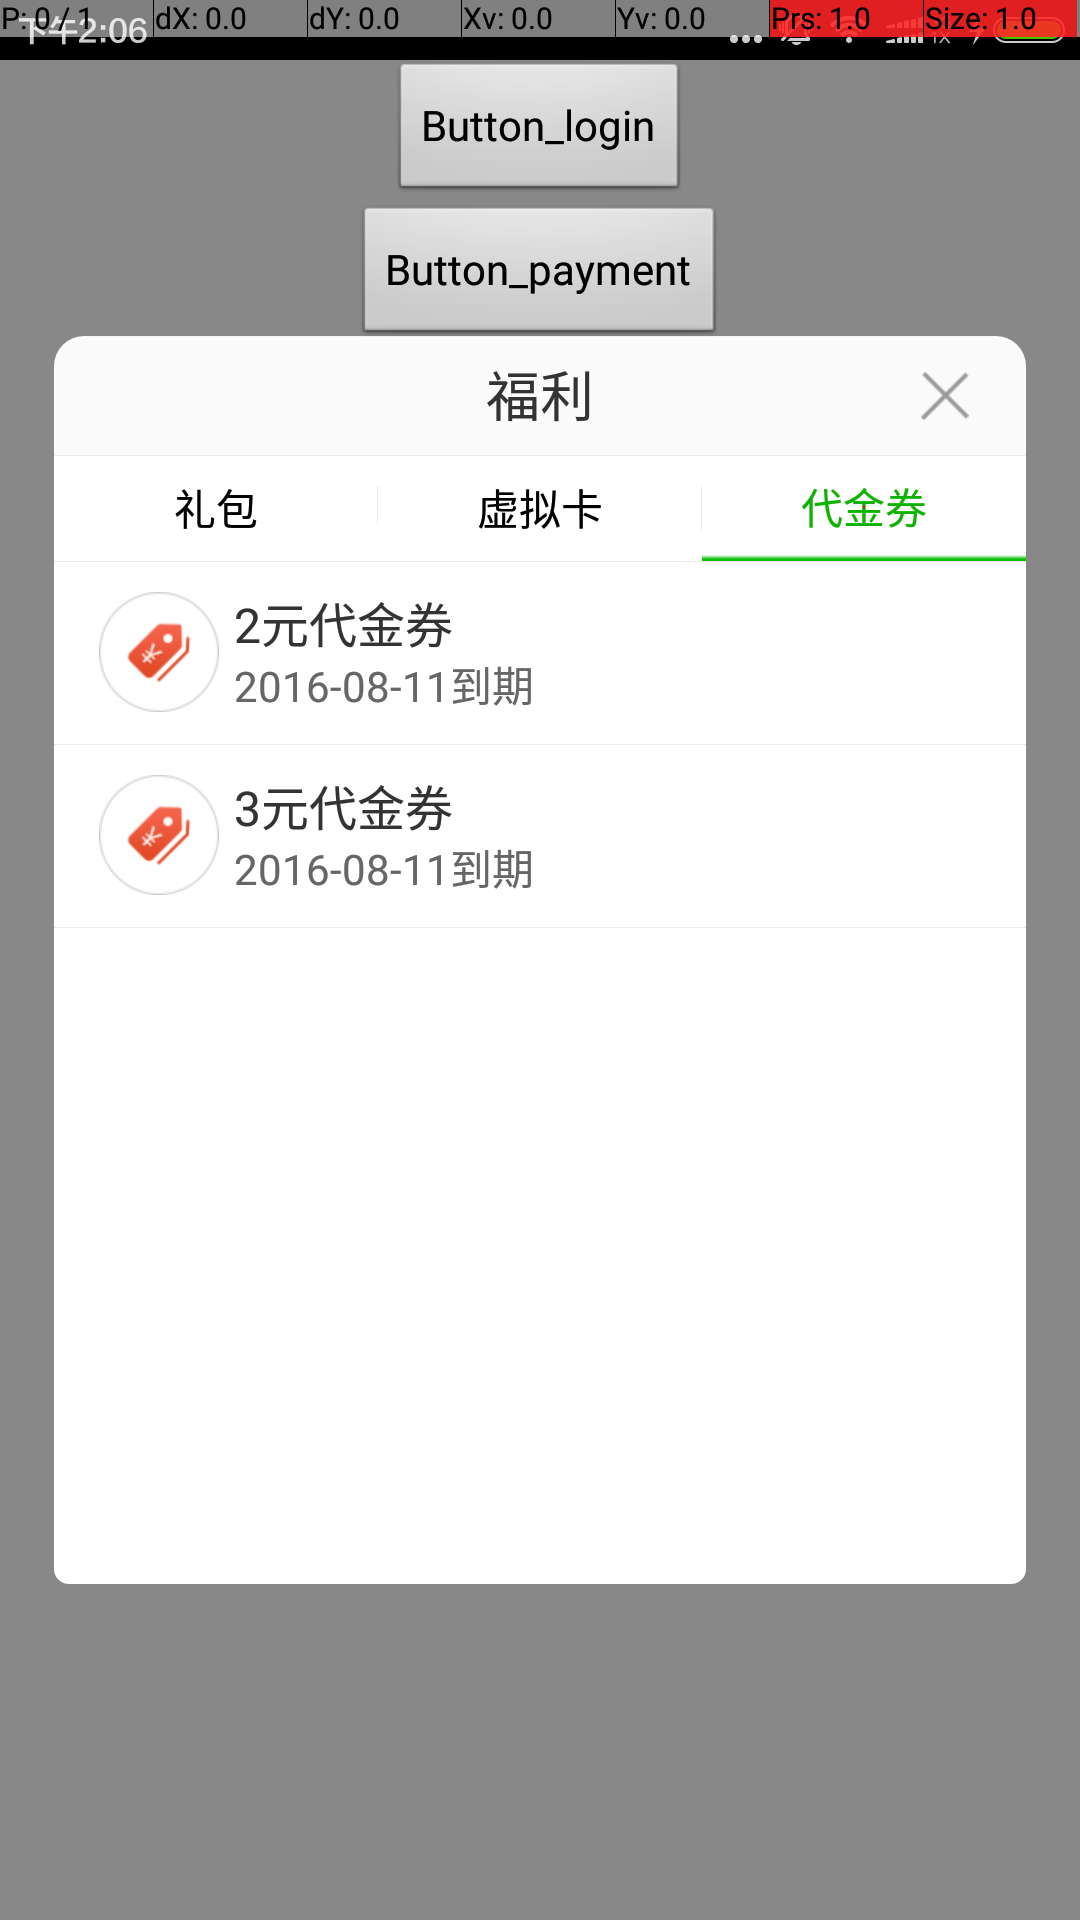 P: 0 / 1 dX: 0.0 dY: 0.0 Xv: 0.0 Yv: 0.0 Prs: 1.0 Size: 1.0
下午2:06 1X
Button_login
Button_payment
福利
礼包 虚拟卡 代金券
2元代金券
2016-08-11到期
3元代金券
2016-08-11到期